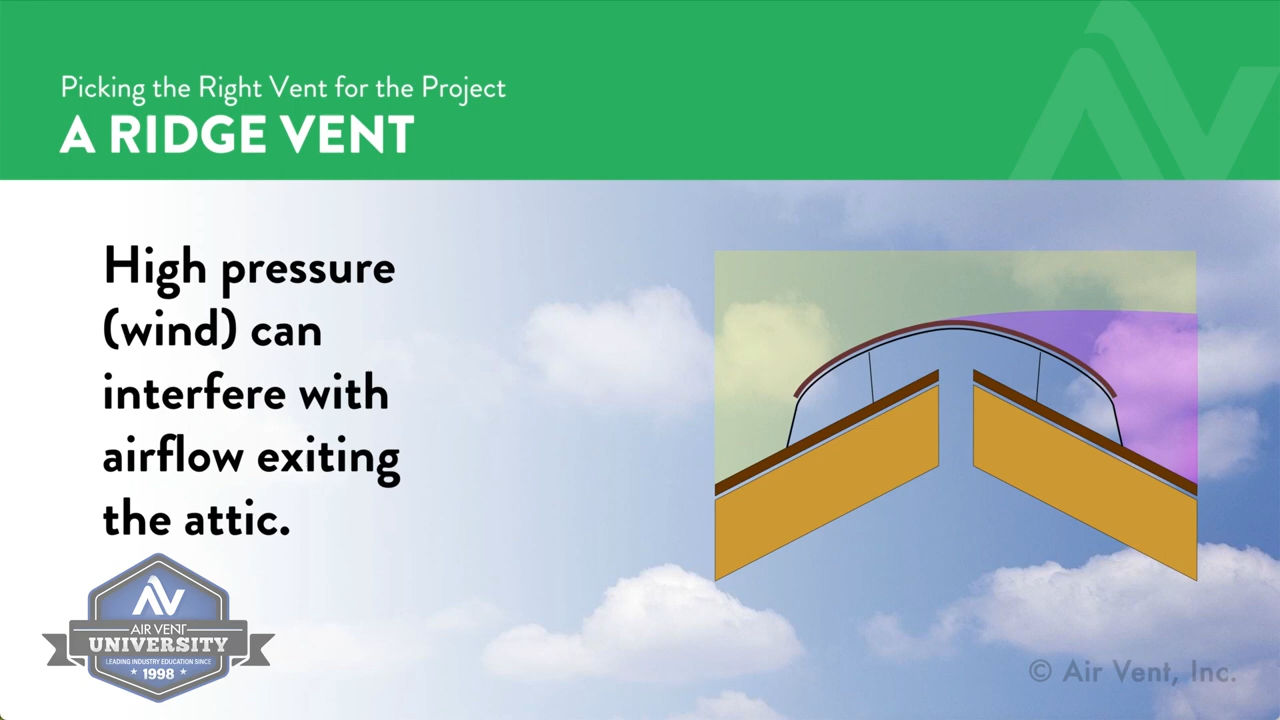 Picking the Right Vent for the Project
A RIDGE VENT
High pressure
(wind) can
interfere with
airflow exiting
the attic.
AIR VENT
UNIVERSITY
LEADING INDUSTRY EDUCATION SINCE
1998
© Air Vent, Inc.